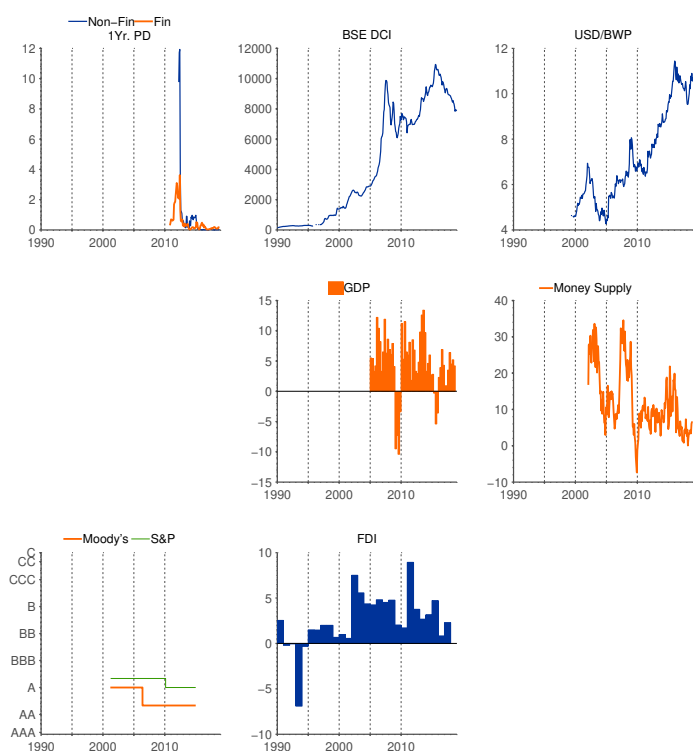 Non−Fin Fin
1Yr. PD
12
10
8
6
4
2
0
1990 2000 2010
BSE DCI
12000
10000
8000
6000
4000
2000
0
1990 2000 2010
USD/BWP
12
10
8
6
4
1990 2000 2010
GDP
15
10
5
0
−5
−10
−15
1990 2000 2010
Money Supply
40
30
20
10
0
−10
1990 2000 2010
Moody's S&P
C
CC
CCC
B
BB
BBB
A
AA
AAA
1990 2000 2010
FDI
10
5
0
−5
−10
1990 2000 2010